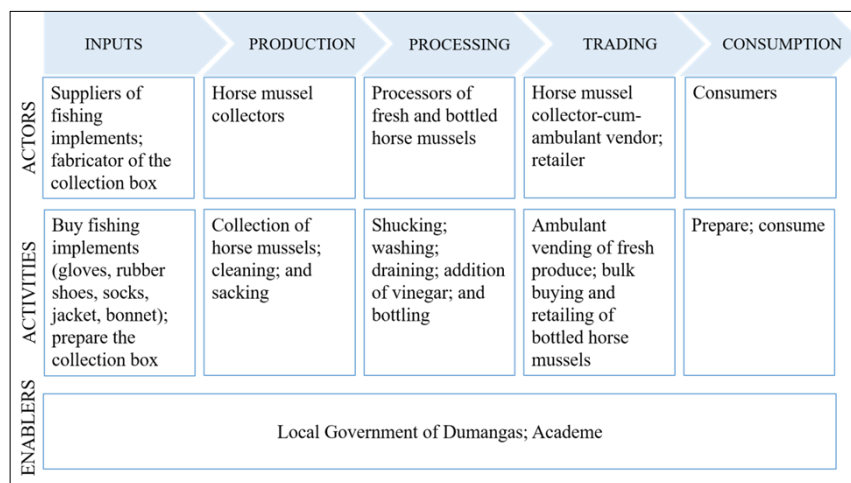 INPUTS
PRODUCTION
PROCESSING
TRADING
CONSUMPTION
ACTORS
Suppliers of
fishing
implements;
fabricator of the
collection box
Horse mussel
collectors
Processors of
fresh and bottled
horse mussels
Horse mussel
collector-cum-
ambulant vendor;
retailer
Consumers
ACTIVITIES
Buy fishing
implements
(gloves, rubber
shoes, socks,
jacket, bonnet);
prepare the
collection box
Collection of
horse mussels;
cleaning; and
sacking
Shucking;
washing;
draining; addition
of vinegar; and
bottling
Ambulant
vending of fresh
produce; bulk
buying and
retailing of
bottled horse
mussels
Prepare; consume
ENABLERS
Local Government of Dumangas; Academe